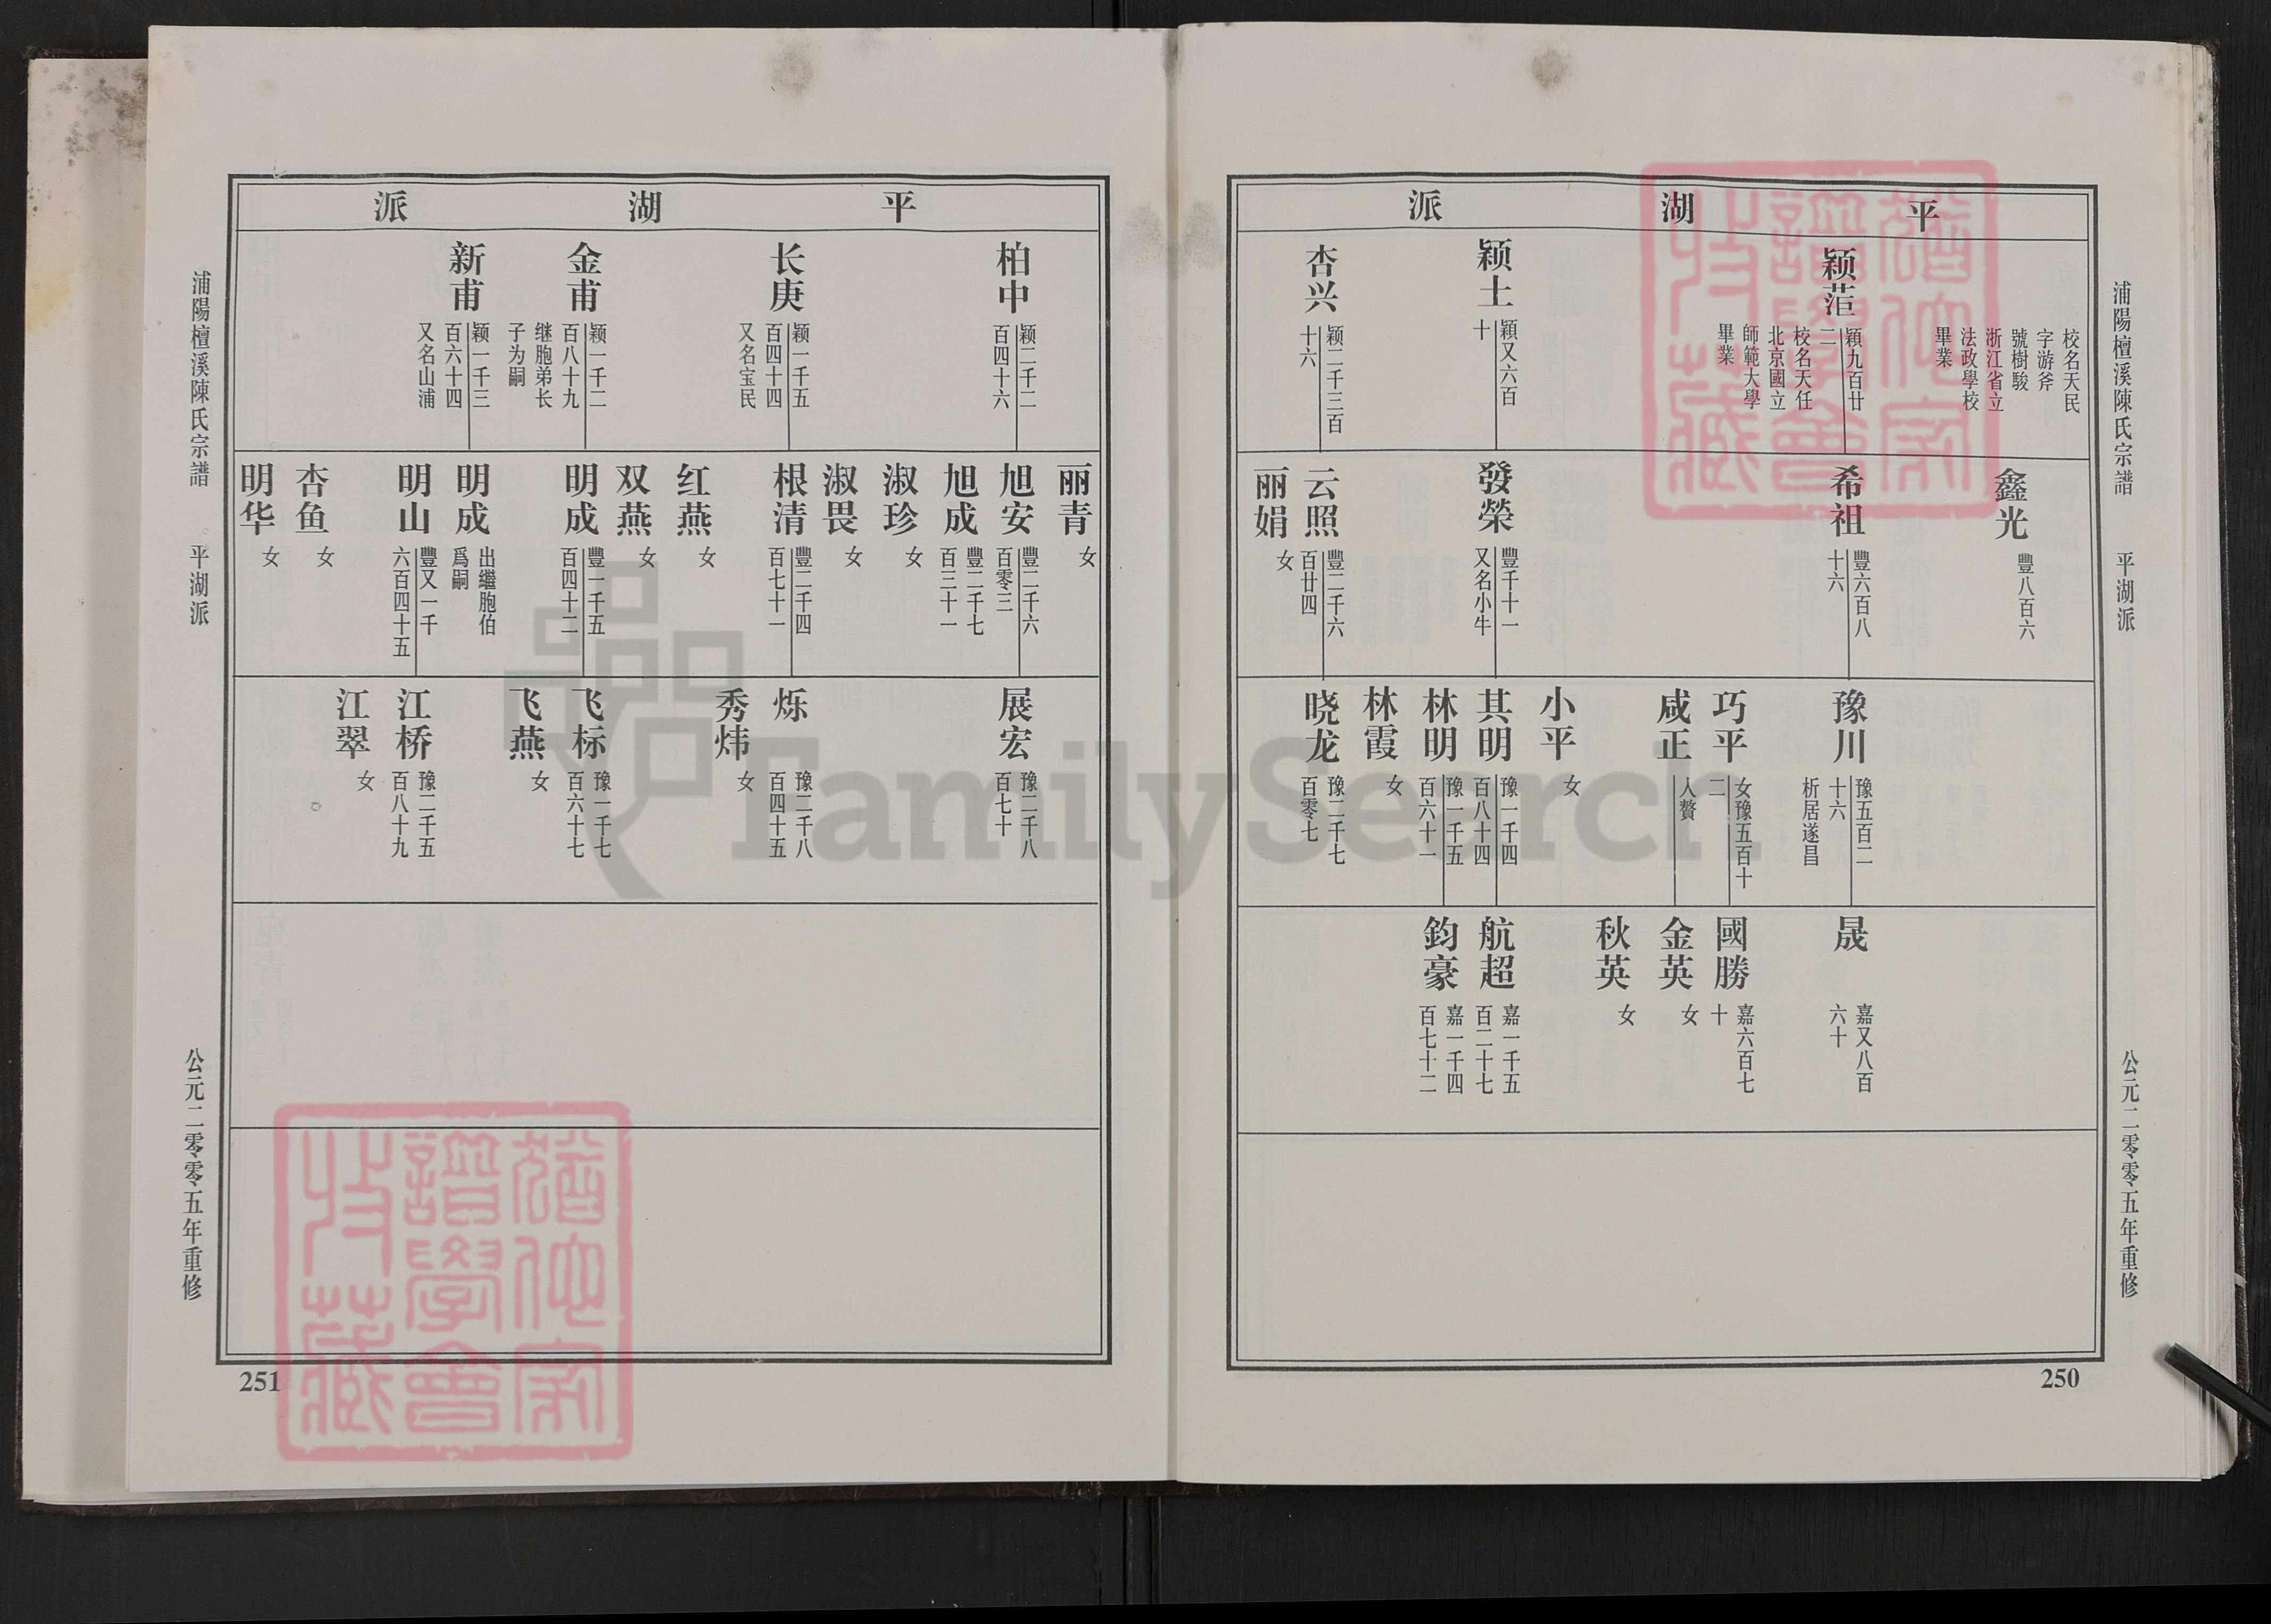 浦陽檀溪陳氏宗譜
平湖派
公元二零零五年重修
250
平湖派
校名天民
字游斧
號樹駿
浙江省立
法政學校
畢業
颖萢
穎九百廿
二
校名天任
北京國立
師範大學
畢業
颖土
穎又六百
十
杏兴
颖二千三百
十六
鑫光
豐八百六
希祖
豐六百八
十六
發榮
豐千十一
又名小牛
云照
豐二千六
百廿四
丽娟
女
豫川
豫五百二
十六
析居遂昌
巧平
女豫五百十
二
咸正
人贅
小平
女
其明
豫一千四
百八十四
林明
豫一千五
百六十一
林霞
女
晓龙
豫二千七
百零七
晟
嘉又八百
六十
國勝
嘉六百七
十
金英
女
秋英
女
航超
嘉一千五
百二十七
鈞豪
嘉一千四
百七十二
平湖派
柏中
颖二千二
百四十六
长庚
颖一千五
百四十四
又名宝民
金甫
颖一千二
百八十九
继胞弟长
子为嗣
新甫
颖一千三
百六十四
又名山浦
丽青
女
旭安
豐二千六
百零三
旭成
豐二千七
百三十一
淑珍
女
淑畏
女
根清
豐二千四
百七十一
红燕
女
双燕
女
明成
豐一千五
百四十二
明成
出繼胞伯
爲嗣
明山
豐又一千
六百四十五
杏鱼
女
明华
女
展宏
豫二千八
百七十
烁
豫二千八
百四十五
秀炜
女
飞标
豫一千七
百六十七
飞燕
女
江桥
豫二千五
百八十九
江翠
女
浦陽檀溪陳氏宗譜
平湖派
公元二零零五年重修
251
FamilySearch